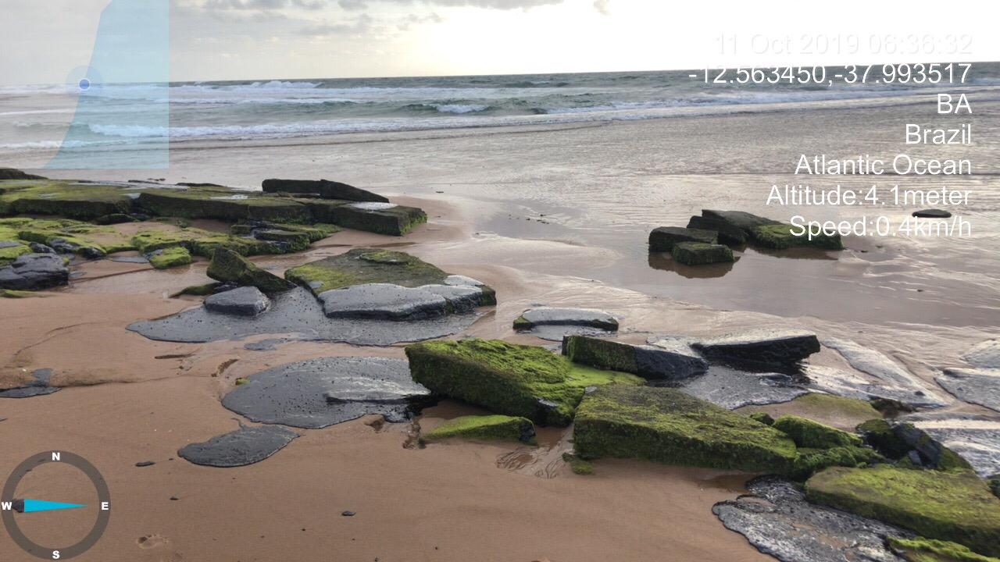 11 Oct 2019 06:36:32
-12.563450,-37.993517
BA
Brazil
Atlantic Ocean
Altitude:4.1meter
Speed:0.4km/h
N
W E
S